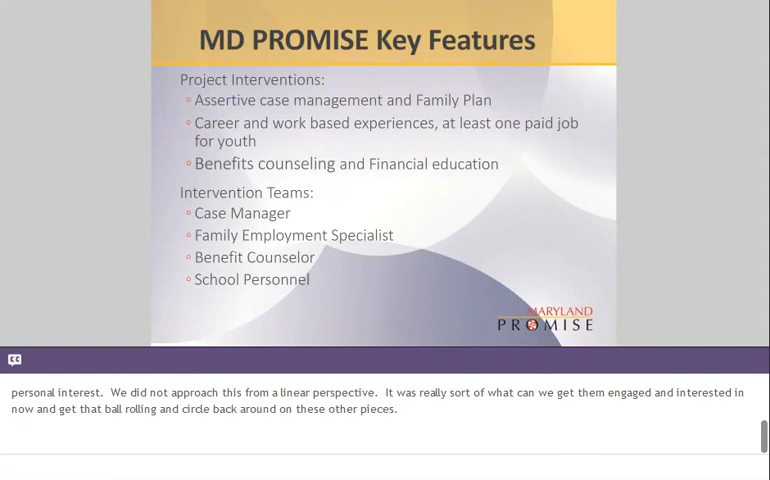 MD PROMISE Key Features
Project Interventions:
◦ Assertive case management and Family Plan
◦ Career and work based experiences, at least one paid job
for youth
◦ Benefits counseling and Financial education
Intervention Teams:
◦ Case Manager
◦ Family Employment Specialist
◦ Benefit Counselor
◦ School Personnel
MARYLAND
PROMISE
CC
personal interest.  We did not approach this from a linear perspective.  It was really sort of what can we get them engaged and interested in
now and get that ball rolling and circle back around on these other pieces.